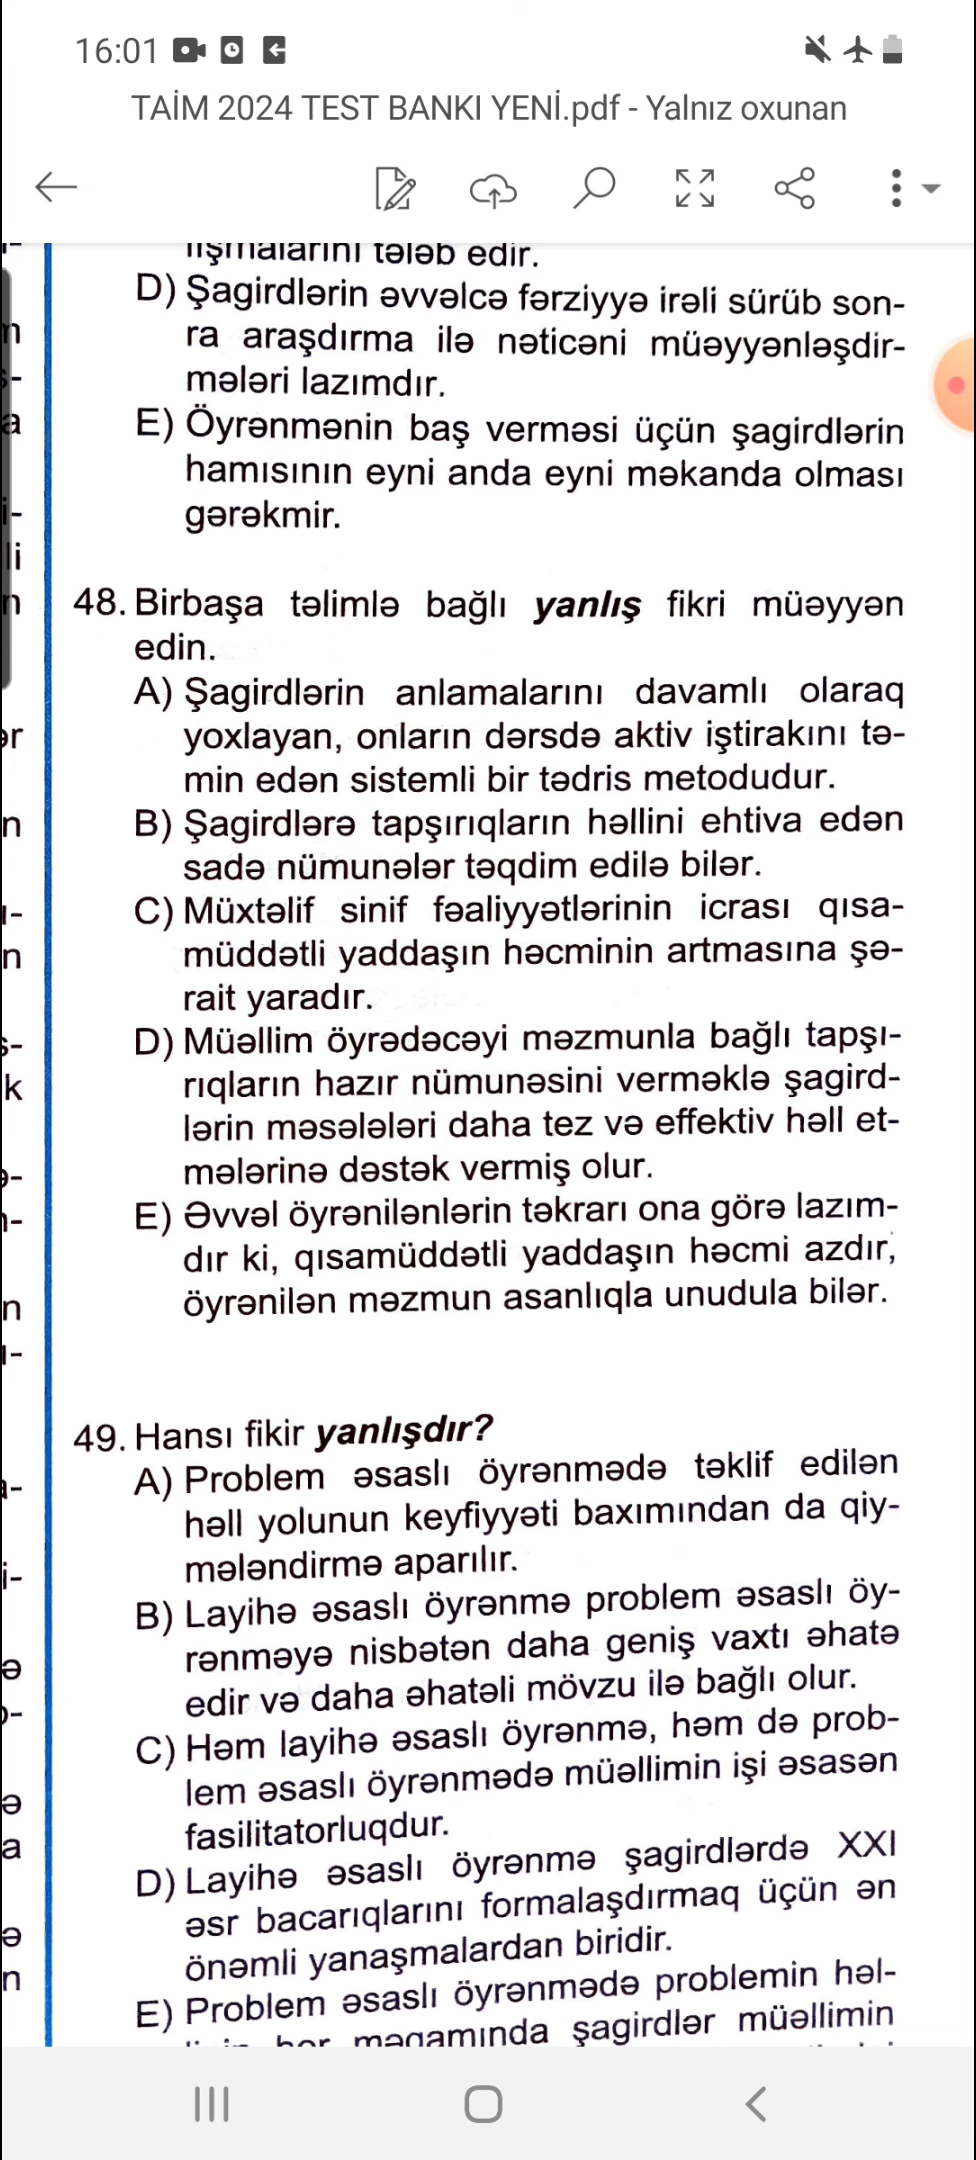 16:01
TAİM 2024 TEST BANKI YENİ.pdf - Yalnız oxunan
tələb edir.
D) Şagirdlərin əvvəlcə fərziyyə irəli sürüb son-
ra araşdırma ilə nəticəni müəyyənləşdir-
mələri lazımdır.
E) Öyrənmənin baş verməsi üçün şagirdlərin
hamısının eyni anda eyni məkanda olması
gərəkmir.
48. Birbaşa təlimlə bağlı yanlış fikri müəyyən
edin.
A) Şagirdlərin anlamalarını davamlı olaraq
yoxlayan, onların dərsdə aktiv iştirakını tə-
min edən sistemli bir tədris metodudur.
B) Şagirdlərə tapşırıqların həllini ehtiva edən
sadə nümunələr təqdim edilə bilər.
C) Müxtəlif sinif fəaliyyətlərinin icrası qısa-
müddətli yaddaşın həcminin artmasına şə-
rait yaradır.
D) Müəllim öyrədəcəyi məzmunla bağlı tapşı-
rıqların hazır nümunəsini verməklə şagird-
lərin məsələləri daha tez və effektiv həll et-
mələrinə dəstək vermiş olur.
E) Əvvəl öyrənilənlərin təkrarı ona görə lazım-
dır ki, qısamüddətli yaddaşın həcmi azdır,
öyrənilən məzmun asanlıqla unudula bilər.
49. Hansı fikir yanlışdır?
A) Problem əsaslı öyrənmədə təklif edilən
həll yolunun keyfiyyəti baxımından da qiy-
mələndirmə aparılır.
B) Layihə əsaslı öyrənmə problem əsaslı öy-
rənməyə nisbətən daha geniş vaxtı əhatə
edir və daha əhatəli mövzu ilə bağlı olur.
C) Həm layihə əsaslı öyrənmə, həm də prob-
lem əsaslı öyrənmədə müəllimin işi əsasən
fasilitatorluqdur.
D) Layihə əsaslı öyrənmə şagirdlərdə XXI
əsr bacarıqlarını formalaşdırmaq üçün ən
önəmli yanaşmalardan biridir.
E) Problem əsaslı öyrənmədə problemin həl-
hər məqamında şagirdlər müəllimin